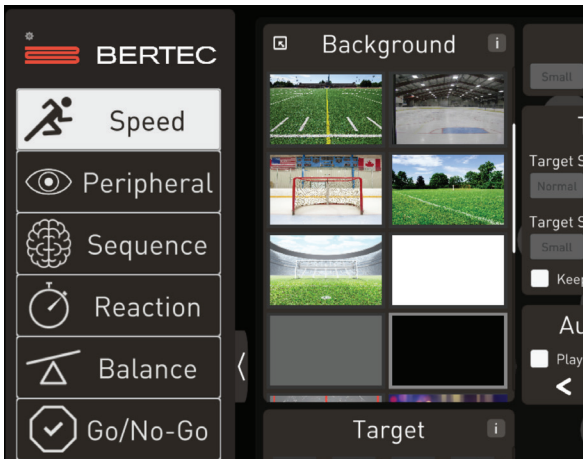 BERTEC
Speed
Peripheral
Sequence
Reaction
Balance
Go/No-Go
Background
i
Target
i
Small
Target S
Normal
Target S
Small
Keep
Au
Play